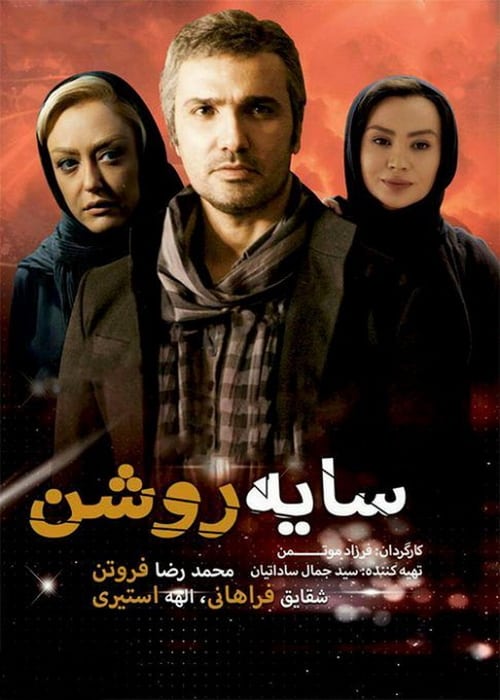 سایه روشن
کارگردان: فرزاد موتمن
تهیه کننده: سید جمال ساداتیان محمد رضا فروتن
شقایق فراهانی، الهه استیری